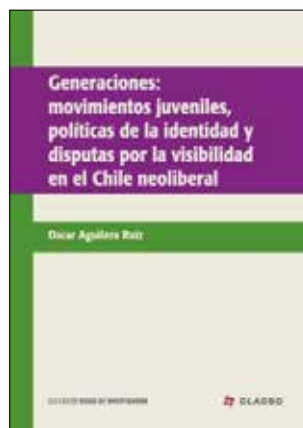 Generaciones:
movimientos juveniles,
políticas de la identidad y
disputas por la visibilidad
en el Chile neoliberal
Oscar Aguilera Ruiz
CLACSO